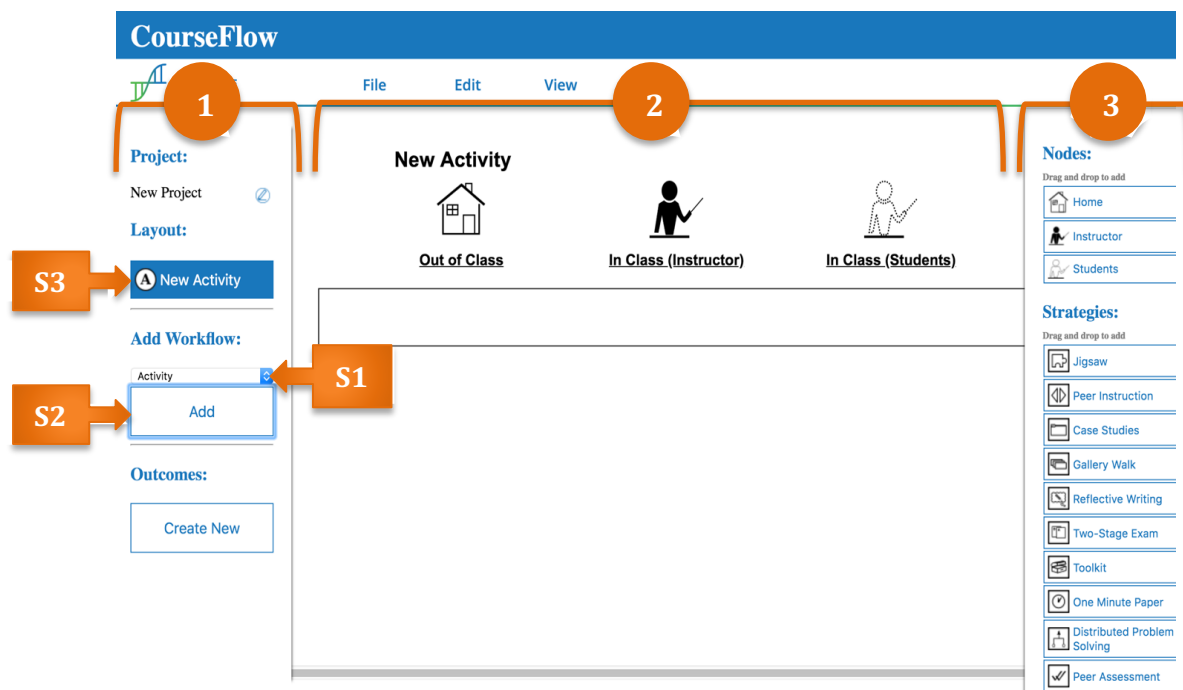 CourseFlow
File Edit View
1
2
3
Project:
New Project
Layout:
A New Activity
S3
Add Workflow:
Activity
S1
Add
S2
Outcomes:
Create New
New Activity
Out of Class
In Class (Instructor)
In Class (Students)
Nodes:
Drag and drop to add
Home
Instructor
Students
Strategies:
Drag and drop to add
Jigsaw
Peer Instruction
Case Studies
Gallery Walk
Reflective Writing
Two-Stage Exam
Toolkit
One Minute Paper
Distributed Problem
Solving
Peer Assessment